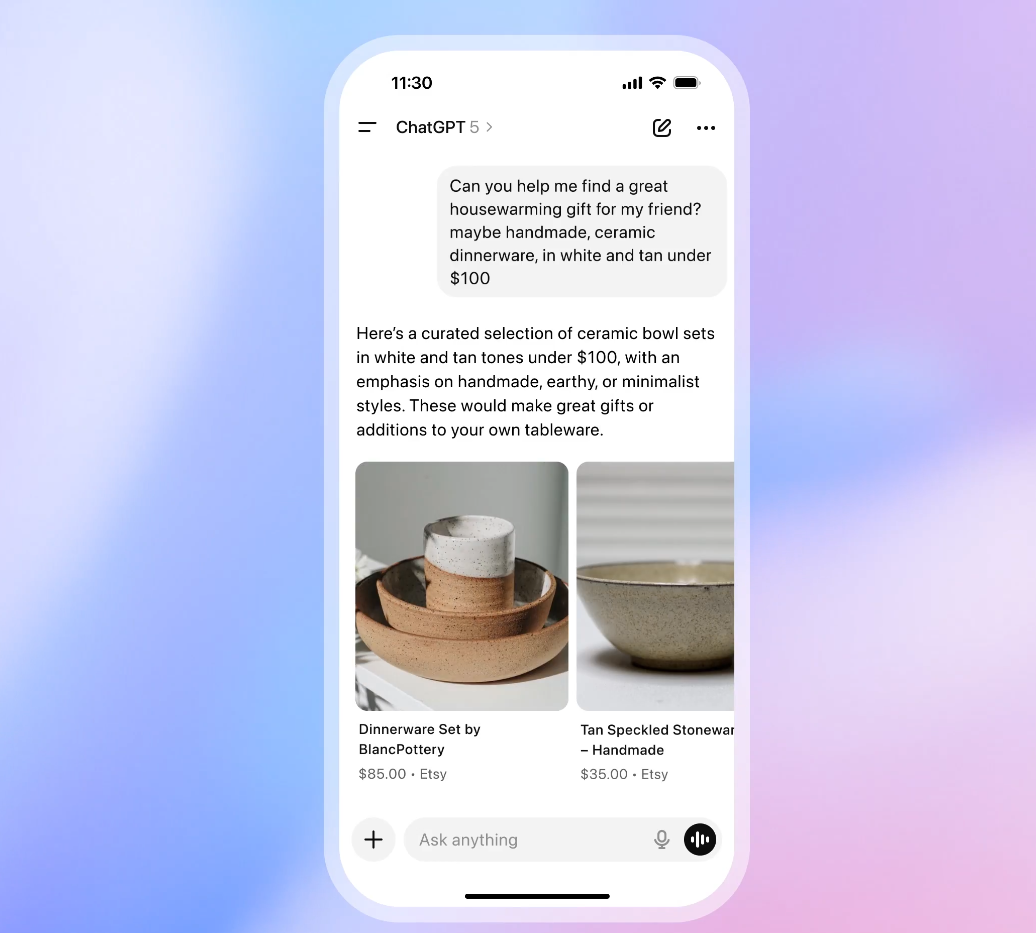 11:30
ChatGPT 5 >
Can you help me find a great
housewarming gift for my friend?
maybe handmade, ceramic
dinnerware, in white and tan under
$100
Here's a curated selection of ceramic bowl sets
in white and tan tones under $100, with an
emphasis on handmade, earthy, or minimalist
styles. These would make great gifts or
additions to your own tableware.
Dinnerware Set by
BlancPottery
$85.00 • Etsy
Tan Speckled Stonewar
– Handmade
$35.00 • Etsy
Ask anything